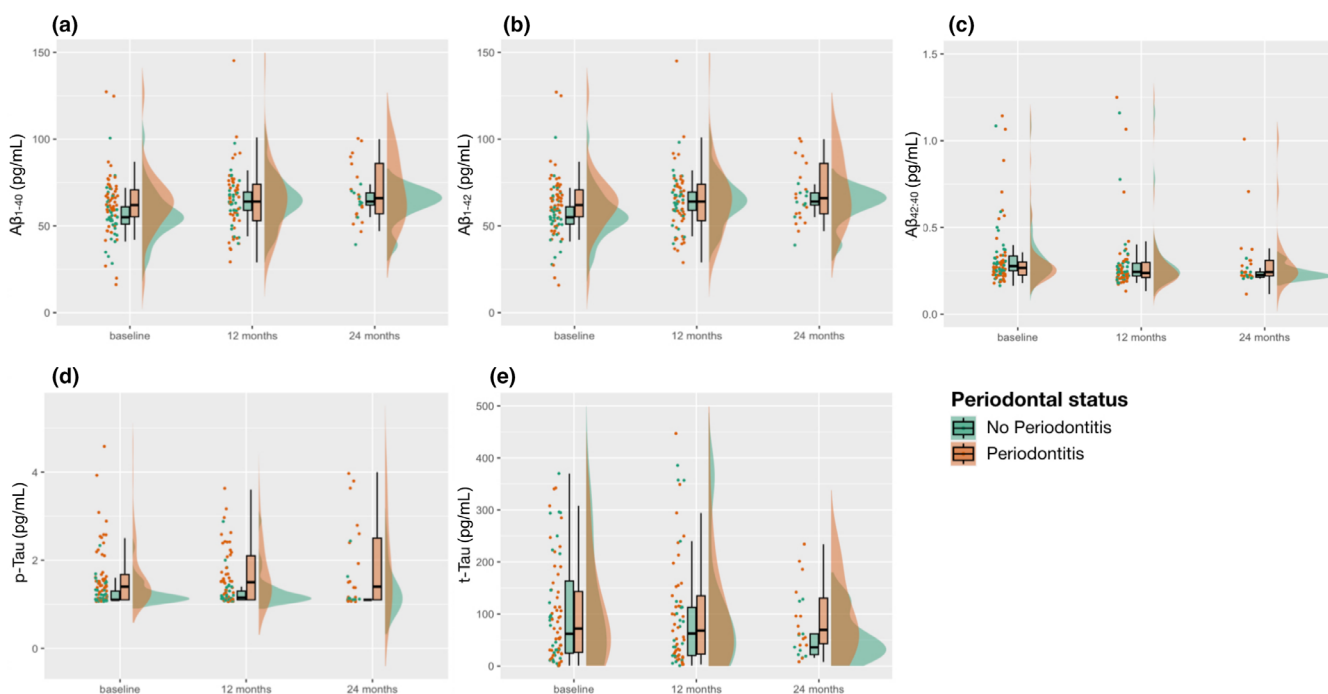 (a)
150
100
50
0
Aβ1-40 (pg/mL)
baseline 12 months 24 months
(b)
150
100
50
0
Aβ1-42 (pg/mL)
baseline 12 months 24 months
(c)
1.5
1.0
0.5
0.0
Aβ42:40 (pg/mL)
baseline 12 months 24 months
(d)
4
2
0
p-Tau (pg/mL)
baseline 12 months 24 months
(e)
500
400
300
200
100
0
t-Tau (pg/mL)
baseline 12 months 24 months
Periodontal status
No Periodontitis
Periodontitis